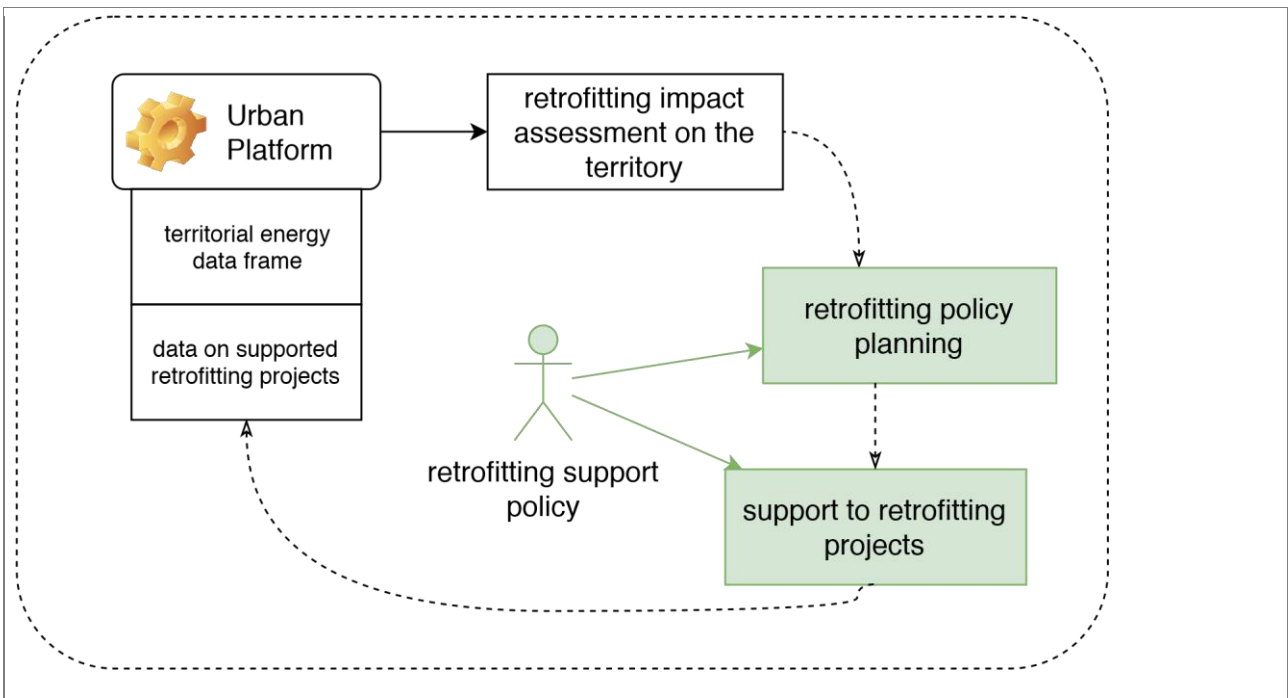 Urban
Platform
retrofitting impact
assessment on the
territory
territorial energy
data frame
data on supported
retrofitting projects
retrofitting policy
planning
retrofitting support
policy
support to retrofitting
projects